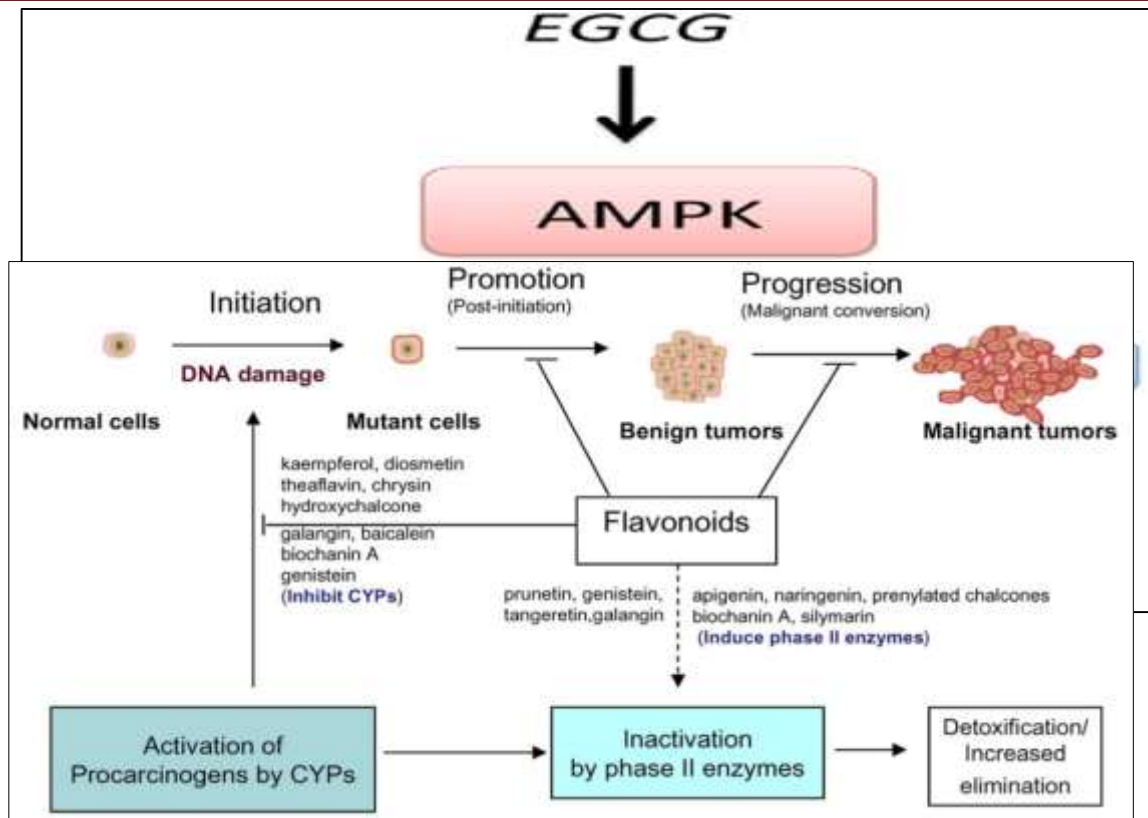 EGCG
AMPK
Initiation
Promotion
(Post-initiation)
Progression
(Malignant conversion)
DNA damage
Normal cells
Mutant cells
Benign tumors
Malignant tumors
kaempferol, diosmetin
theaflavin, chrysin
hydroxychalcone
galangin, baicalein
biochanin A
genistein
(Inhibit CYPs)
Flavonoids
prunetin, genistein,
tangeretin,galangin
apigenin, naringenin, prenylated chalcones
biochanin A, silymarin
(Induce phase II enzymes)
Activation of
Procarcinogens by CYPs
Inactivation
by phase II enzymes
Detoxification/
Increased
elimination